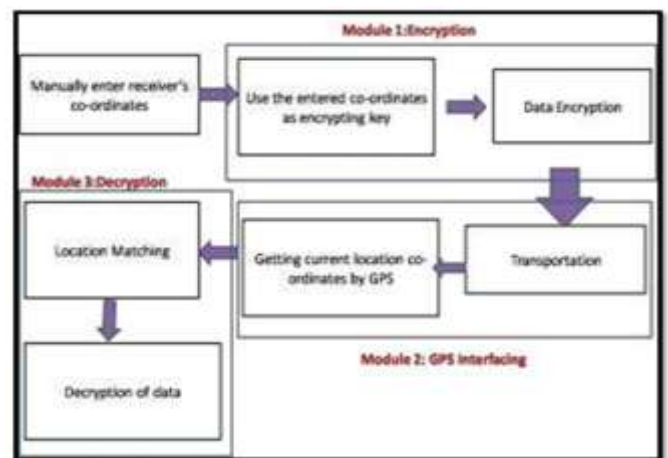 Module 1:Encryption
Manually enter receiver's
co-ordinates
Use the entered co-ordinates
as encrypting key
Data Encryption
Module 3:Decryption
Location Matching
Getting current location co-
ordinates by GPS
Transportation
Decryption of data
Module 2: GPS Interfacing